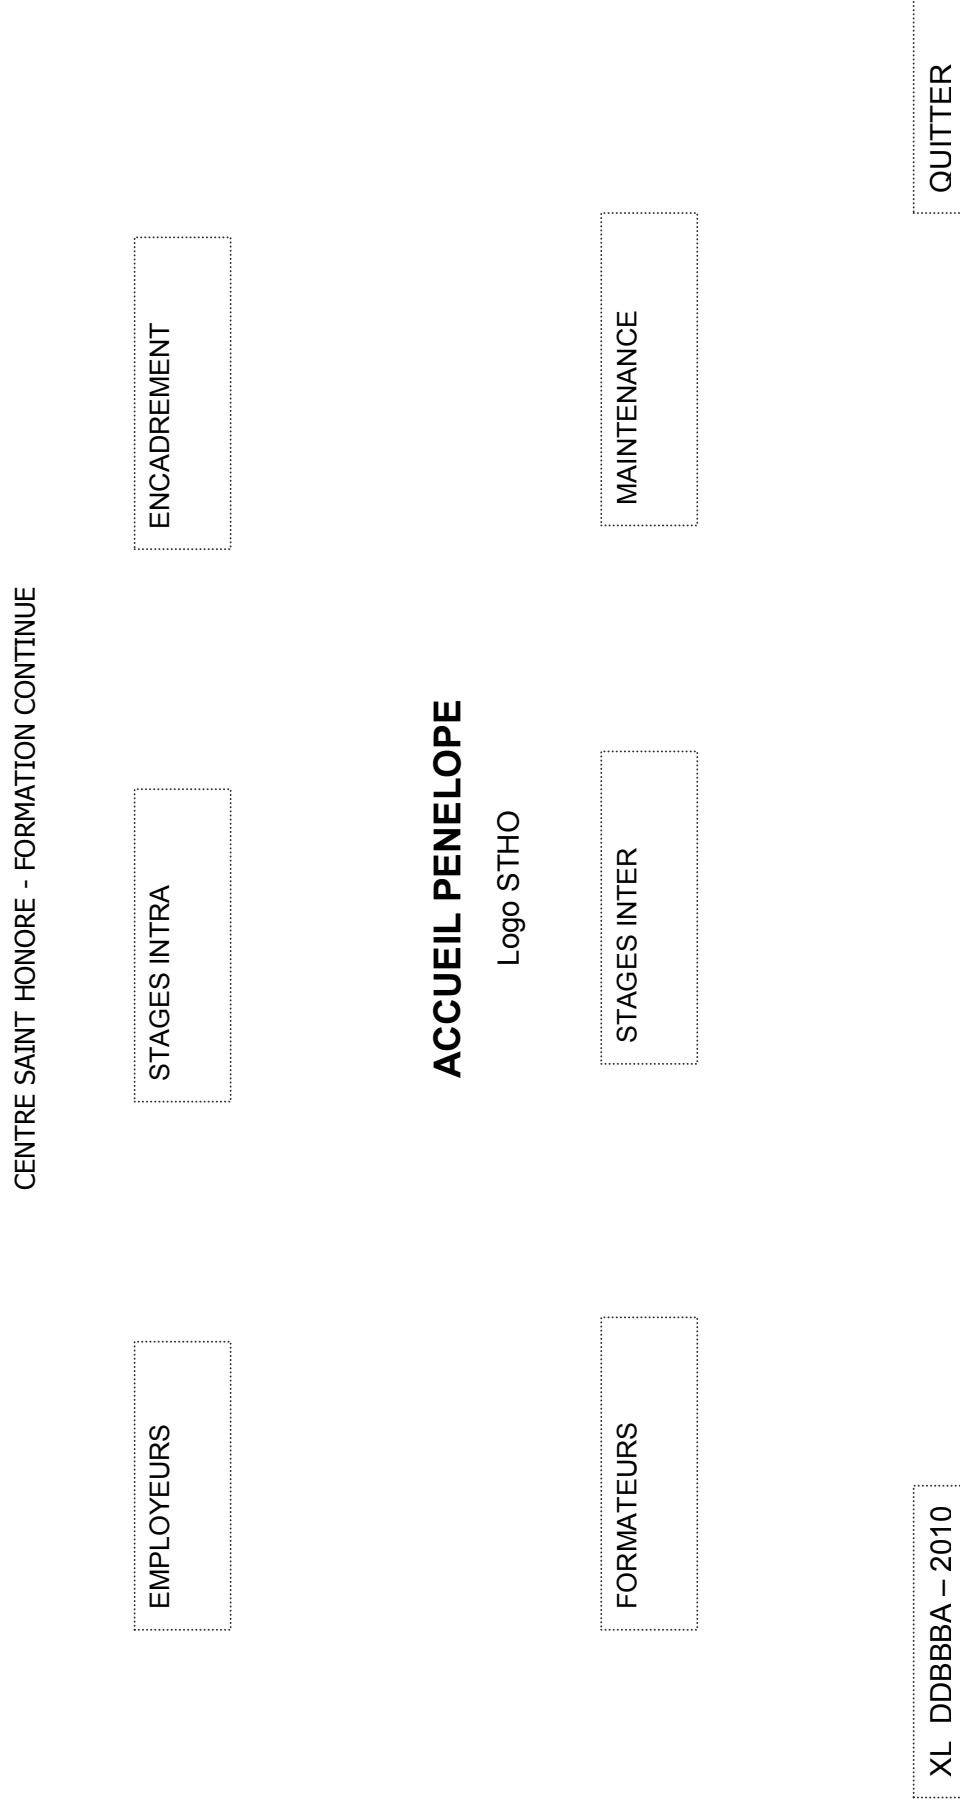 CENTRE SAINT HONORE - FORMATION CONTINUE
EMPLOYEURS
STAGES INTRA
ENCADREMENT
ACCUEIL PENELOPE
Logo STHO
FORMATEURS
STAGES INTER
MAINTENANCE
XL DDBBBA – 2010
QUITTER